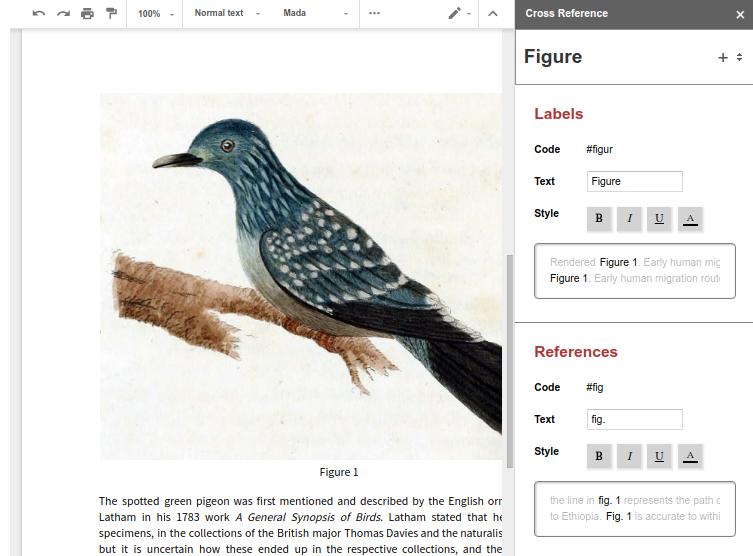 100%
Normal text
Mada
Cross Reference
Figure
Labels
Code #figur
Text Figure
Style B I U A
Rendered Figure 1. Early human mig
Figure 1. Early human migration route
References
Code #fig
Text fig.
Style B I U A
the line in fig. 1 represents the path o
to Ethiopia. Fig. 1 is accurate to withi
Figure 1
The spotted green pigeon was first mentioned and described by the English orn
Latham in his 1783 work A General Synopsis of Birds. Latham stated that he
specimens, in the collections of the British major Thomas Davies and the naturalis
but it is uncertain how these ended up in the respective collections, and the